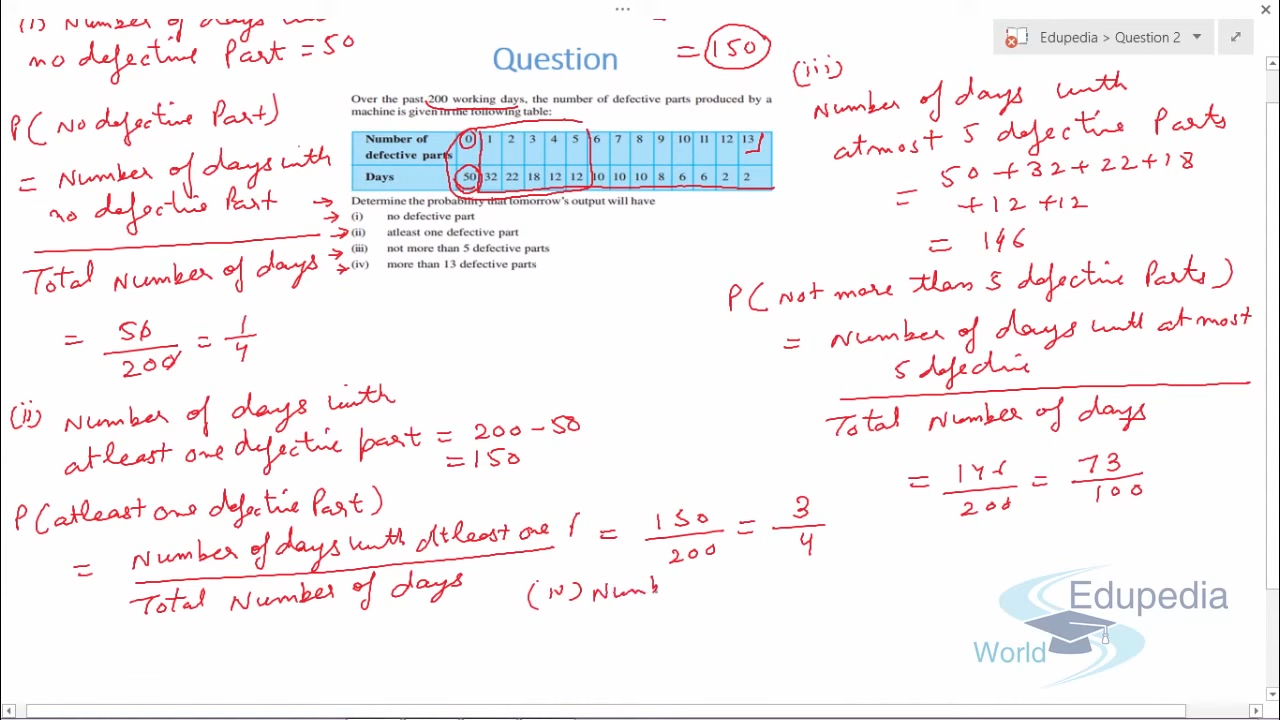 (i) Number of days with
no defective Part = 50
P( No defective Part)
= Number of days with
no defective Part
Total Number of days
= 50/200 = 1/4
(ii) Number of days with
atleast one defective part = 200 - 50
= 150
P(atleast one defective Part)
= Number of days with Atleast one
Total Number of days
= 150/200 = 3/4
(iv) Numb
= 150
Question
Over the past 200 working days, the number of defective parts produced by a
machine is given in the following table:
Number of defective parts 0 1 2 3 4 5 6 7 8 9 10 11 12 13
Days 50 32 22 18 12 12 10 10 10 8 6 6 2 2
Determine the probability that tomorrow's output will have
(i) no defective part
(ii) atleast one defective part
(iii) not more than 5 defective parts
(iv) more than 13 defective parts
Edupedia > Question 2
(iii)
Number of days with
atmost 5 defective Parts
= 50 + 32 + 22 + 18
+ 12 + 12
= 146
P( Not more than 5 defective Parts)
= Number of days with at most
5 defective
Total Number of days
= 146/200 = 73/100
Edupedia
World